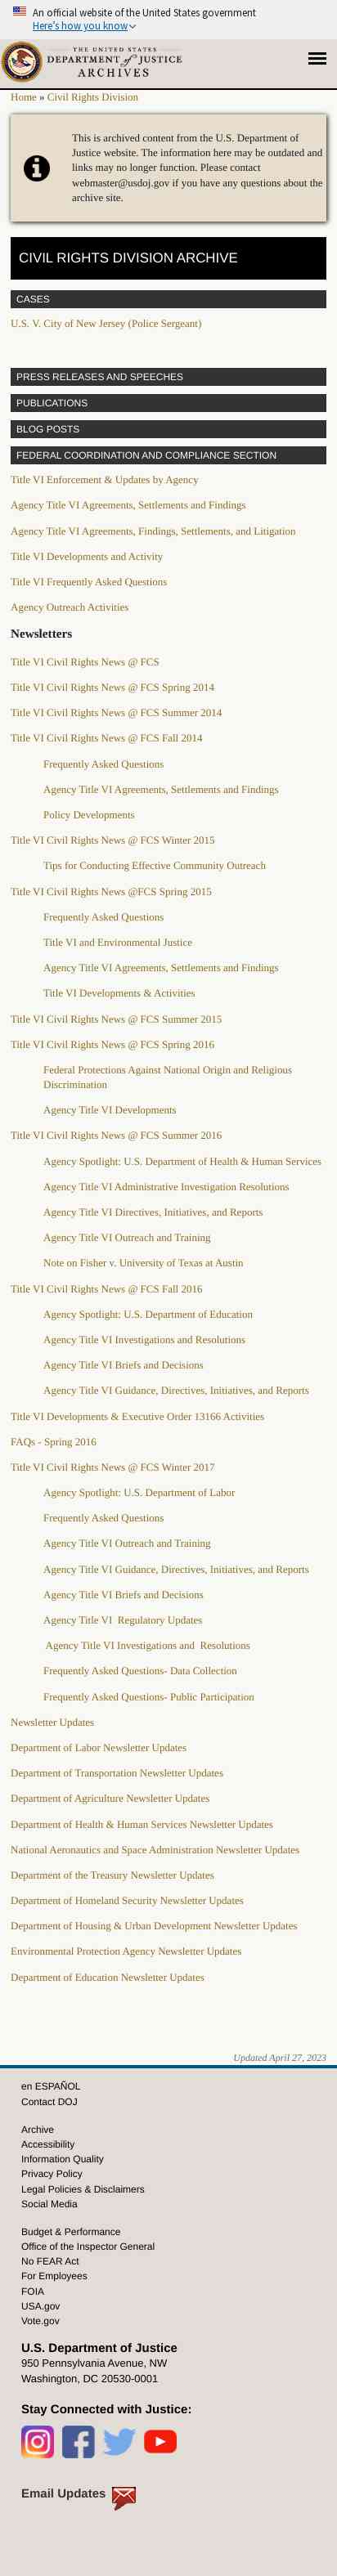 An official website of the United States government
Here's how you know
THE UNITED STATES
DEPARTMENT OF JUSTICE
ARCHIVES
Home » Civil Rights Division
This is archived content from the U.S. Department of
Justice website. The information here may be outdated and
links may no longer function. Please contact
webmaster@usdoj.gov if you have any questions about the
archive site.
CIVIL RIGHTS DIVISION ARCHIVE
CASES
U.S. V. City of New Jersey (Police Sergeant)
PRESS RELEASES AND SPEECHES
PUBLICATIONS
BLOG POSTS
FEDERAL COORDINATION AND COMPLIANCE SECTION
Title VI Enforcement & Updates by Agency
Agency Title VI Agreements, Settlements and Findings
Agency Title VI Agreements, Findings, Settlements, and Litigation
Title VI Developments and Activity
Title VI Frequently Asked Questions
Agency Outreach Activities
Newsletters
Title VI Civil Rights News @ FCS
Title VI Civil Rights News @ FCS Spring 2014
Title VI Civil Rights News @ FCS Summer 2014
Title VI Civil Rights News @ FCS Fall 2014
Frequently Asked Questions
Agency Title VI Agreements, Settlements and Findings
Policy Developments
Title VI Civil Rights News @ FCS Winter 2015
Tips for Conducting Effective Community Outreach
Title VI Civil Rights News @FCS Spring 2015
Frequently Asked Questions
Title VI and Environmental Justice
Agency Title VI Agreements, Settlements and Findings
Title VI Developments & Activities
Title VI Civil Rights News @ FCS Summer 2015
Title VI Civil Rights News @ FCS Spring 2016
Federal Protections Against National Origin and Religious
Discrimination
Agency Title VI Developments
Title VI Civil Rights News @ FCS Summer 2016
Agency Spotlight: U.S. Department of Health & Human Services
Agency Title VI Administrative Investigation Resolutions
Agency Title VI Directives, Initiatives, and Reports
Agency Title VI Outreach and Training
Note on Fisher v. University of Texas at Austin
Title VI Civil Rights News @ FCS Fall 2016
Agency Spotlight: U.S. Department of Education
Agency Title VI Investigations and Resolutions
Agency Title VI Briefs and Decisions
Agency Title VI Guidance, Directives, Initiatives, and Reports
Title VI Developments & Executive Order 13166 Activities
FAQs - Spring 2016
Title VI Civil Rights News @ FCS Winter 2017
Agency Spotlight: U.S. Department of Labor
Frequently Asked Questions
Agency Title VI Outreach and Training
Agency Title VI Guidance, Directives, Initiatives, and Reports
Agency Title VI Briefs and Decisions
Agency Title VI  Regulatory Updates
Agency Title VI Investigations and  Resolutions
Frequently Asked Questions- Data Collection
Frequently Asked Questions- Public Participation
Newsletter Updates
Department of Labor Newsletter Updates
Department of Transportation Newsletter Updates
Department of Agriculture Newsletter Updates
Department of Health & Human Services Newsletter Updates
National Aeronautics and Space Administration Newsletter Updates
Department of the Treasury Newsletter Updates
Department of Homeland Security Newsletter Updates
Department of Housing & Urban Development Newsletter Updates
Environmental Protection Agency Newsletter Updates
Department of Education Newsletter Updates
Updated April 27, 2023
en ESPAÑOL
Contact DOJ
Archive
Accessibility
Information Quality
Privacy Policy
Legal Policies & Disclaimers
Social Media
Budget & Performance
Office of the Inspector General
No FEAR Act
For Employees
FOIA
USA.gov
Vote.gov
U.S. Department of Justice
950 Pennsylvania Avenue, NW
Washington, DC 20530-0001
Stay Connected with Justice:
Email Updates